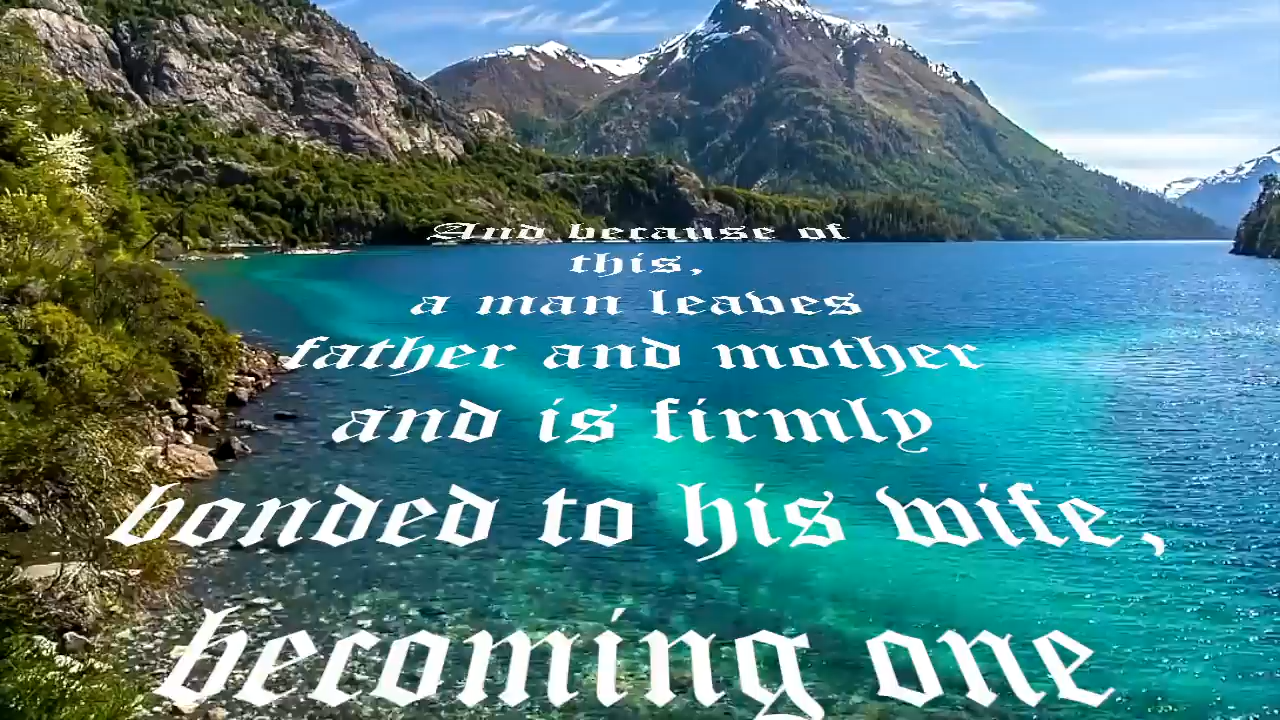 And because of
this,
a man leaves
father and mother
and is firmly
bonded to his wife,
becoming one